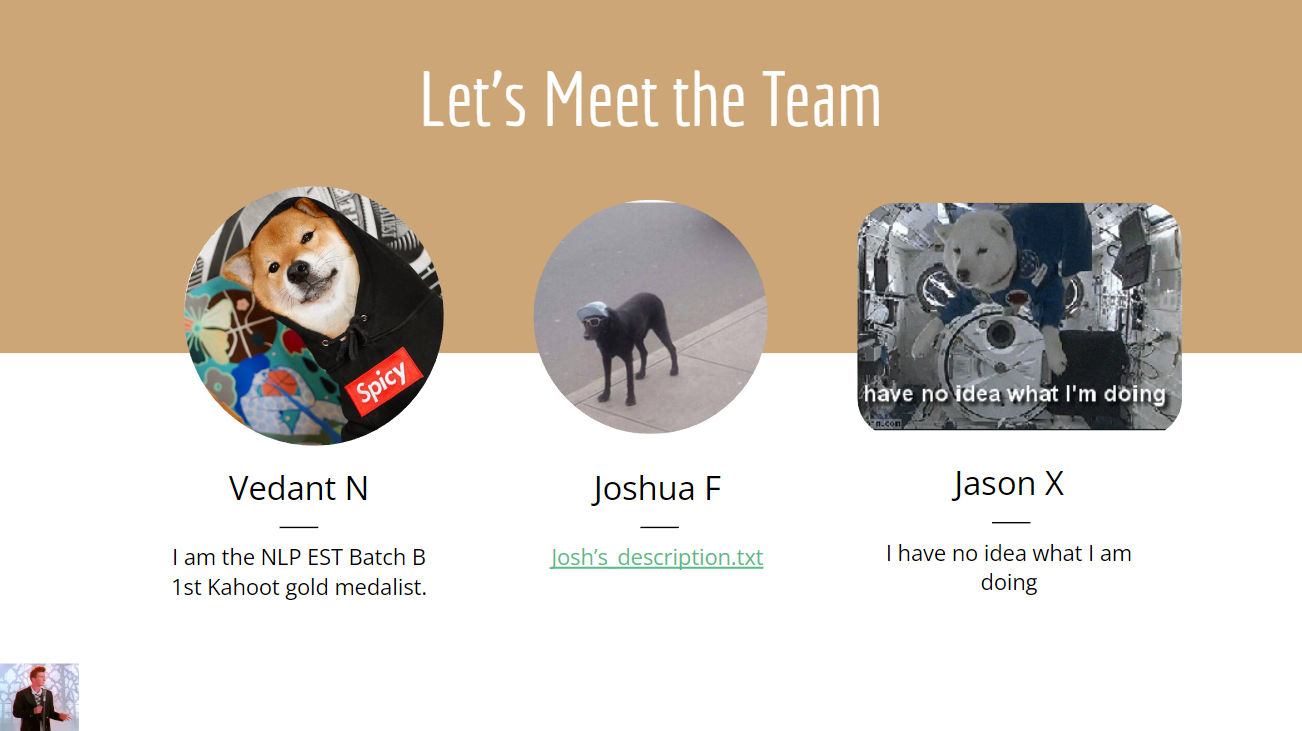 Let's Meet the Team
Spicy
have no idea what I'm doing
Vedant N
Joshua F
Jason X
I am the NLP EST Batch B
1st Kahoot gold medalist.
Josh's description.txt
I have no idea what I am
doing